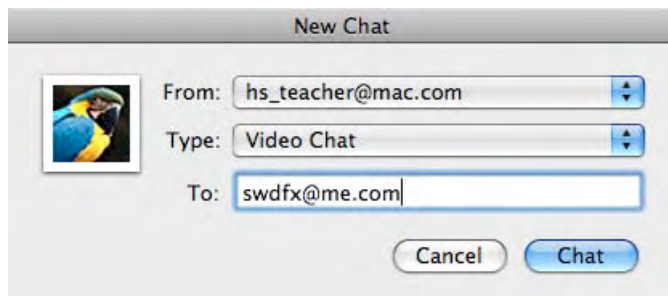 New Chat
From: hs_teacher@mac.com
Type: Video Chat
To: swdfx@me.com
Cancel Chat